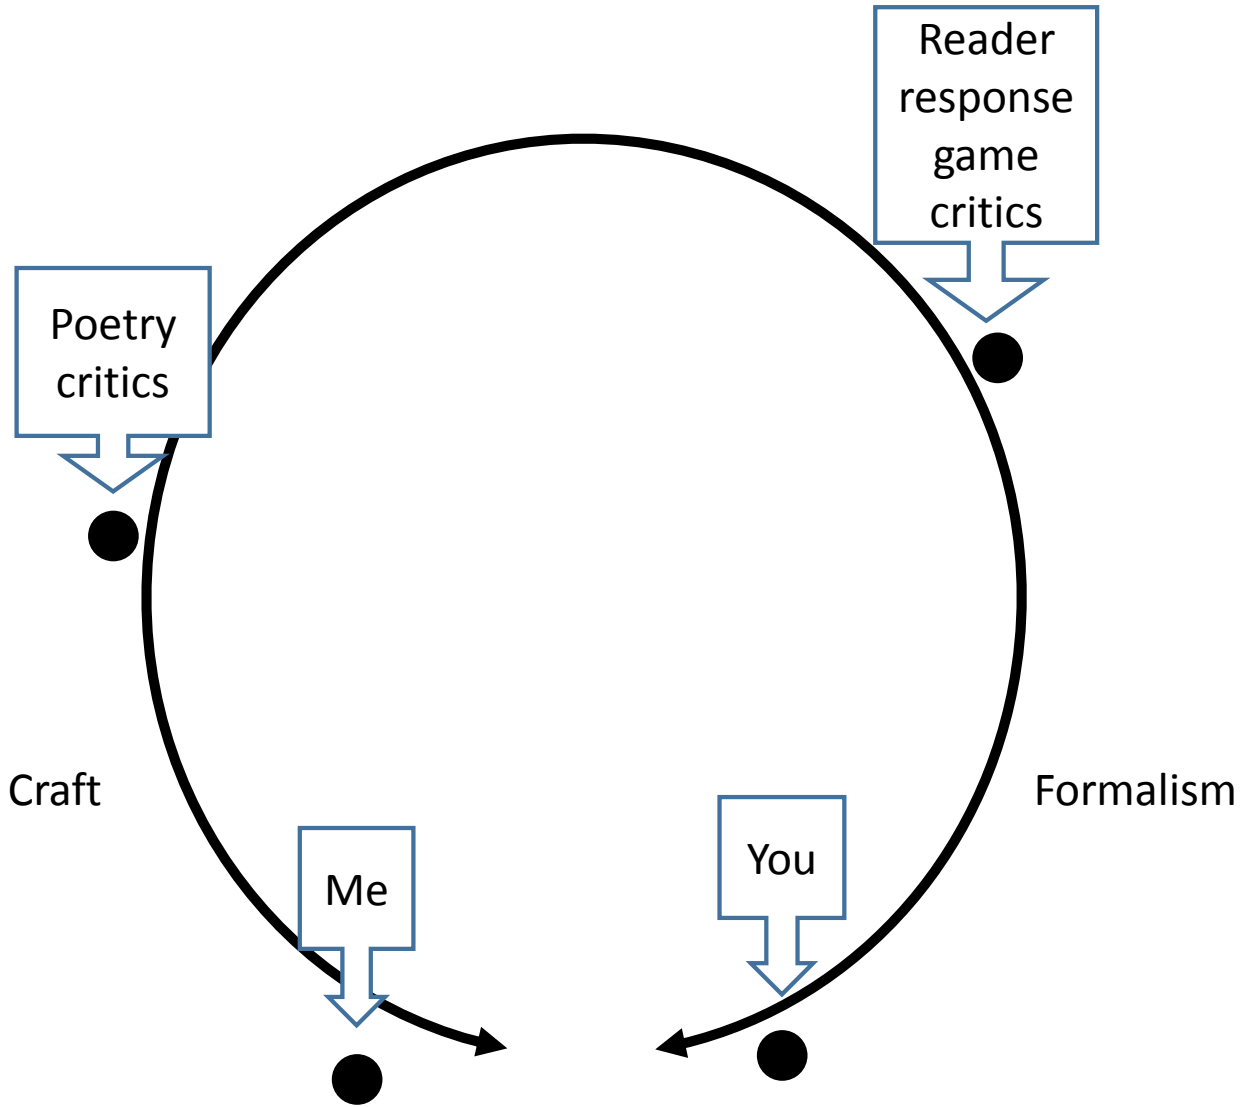 Reader
response
game
critics
Poetry
critics
Craft
Formalism
Me
You